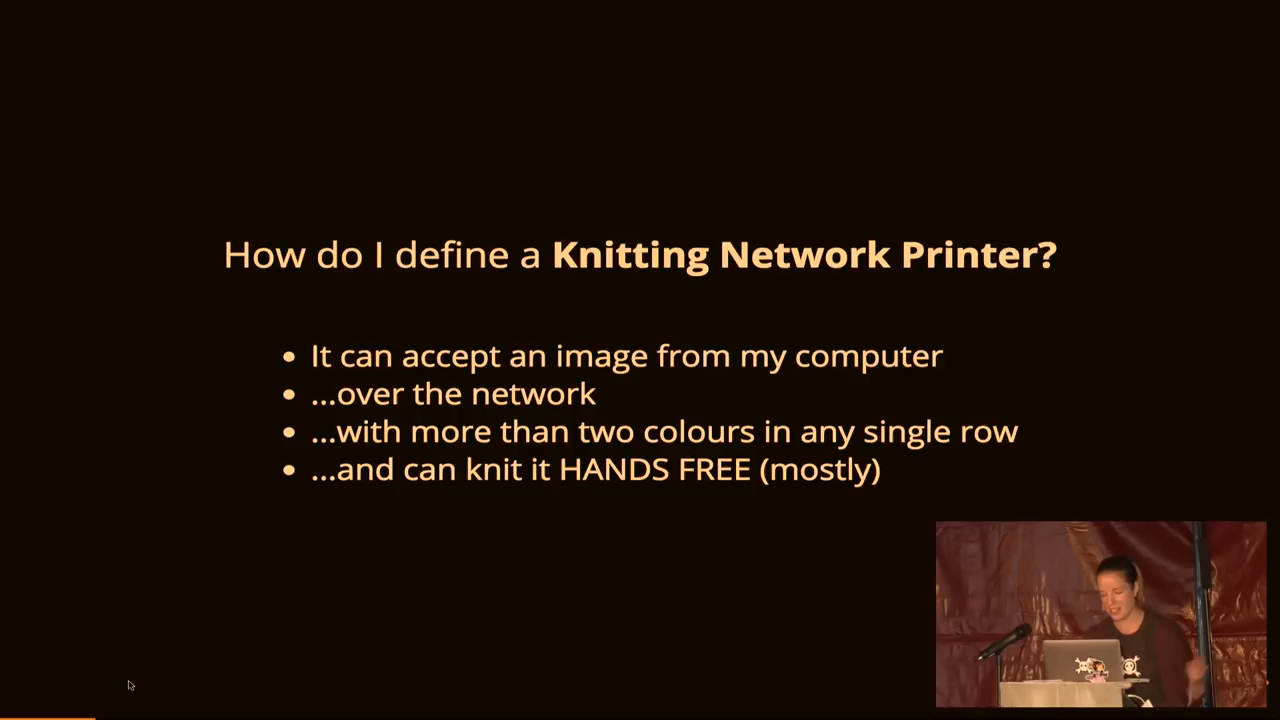 How do I define a Knitting Network Printer?
• It can accept an image from my computer
• ...over the network
• ...with more than two colours in any single row
• ...and can knit it HANDS FREE (mostly)